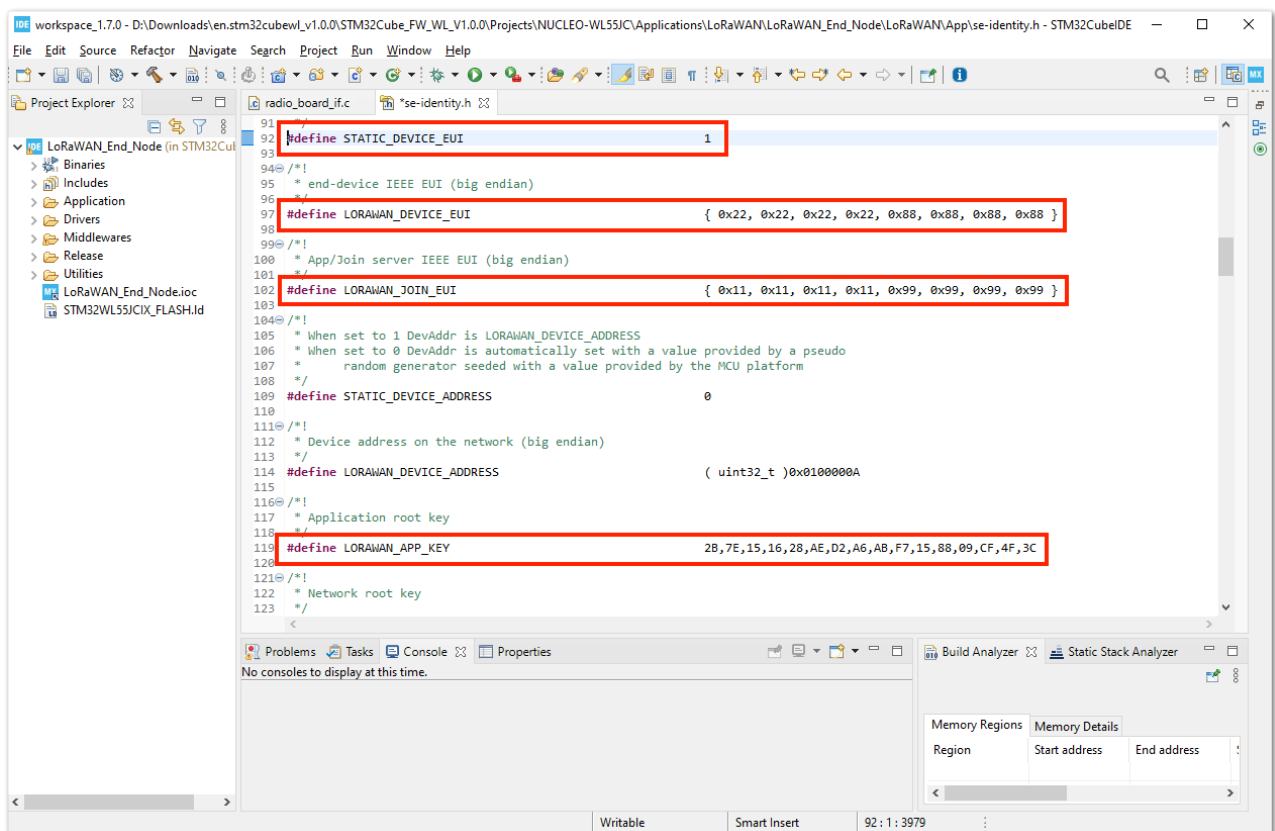 workspace_1.7.0 - D:\Downloads\en.stm32cubewl_v1.0.0\STM32Cube_FW_WL_V1.0.0\Projects\NUCLEO-WL55JC\Applications\LoRaWAN\LoRaWAN_End_Node\LoRaWAN\App\se-identity.h - STM32CubeIDE
File Edit Source Refactor Navigate Search Project Run Window Help
Project Explorer
LoRaWAN_End_Node (in STM32Cul
Binaries
Includes
Application
Drivers
Middlewares
Release
Utilities
LoRaWAN_End_Node.ioc
STM32WL55JCIX_FLASH.ld
radio_board_if.c *se-identity.h
91 */
92 #define STATIC_DEVICE_EUI 1
93
94 /*!
95 * end-device IEEE EUI (big endian)
96 */
97 #define LORAWAN_DEVICE_EUI { 0x22, 0x22, 0x22, 0x22, 0x88, 0x88, 0x88, 0x88 }
98
99 /*!
100 * App/Join server IEEE EUI (big endian)
101 */
102 #define LORAWAN_JOIN_EUI { 0x11, 0x11, 0x11, 0x11, 0x99, 0x99, 0x99, 0x99 }
103
104 /*!
105 * When set to 1 DevAddr is LORAWAN_DEVICE_ADDRESS
106 * When set to 0 DevAddr is automatically set with a value provided by a pseudo
107 * random generator seeded with a value provided by the MCU platform
108 */
109 #define STATIC_DEVICE_ADDRESS 0
110
111 /*!
112 * Device address on the network (big endian)
113 */
114 #define LORAWAN_DEVICE_ADDRESS ( uint32_t )0x0100000A
115
116 /*!
117 * Application root key
118 */
119 #define LORAWAN_APP_KEY 2B,7E,15,16,28,AE,D2,A6,AB,F7,15,88,09,CF,4F,3C
120
121 /*!
122 * Network root key
123 */
Problems Tasks Console Properties
No consoles to display at this time.
Build Analyzer Static Stack Analyzer
Memory Regions Memory Details
Region Start address End address
Writable Smart Insert 92 : 1 : 3979